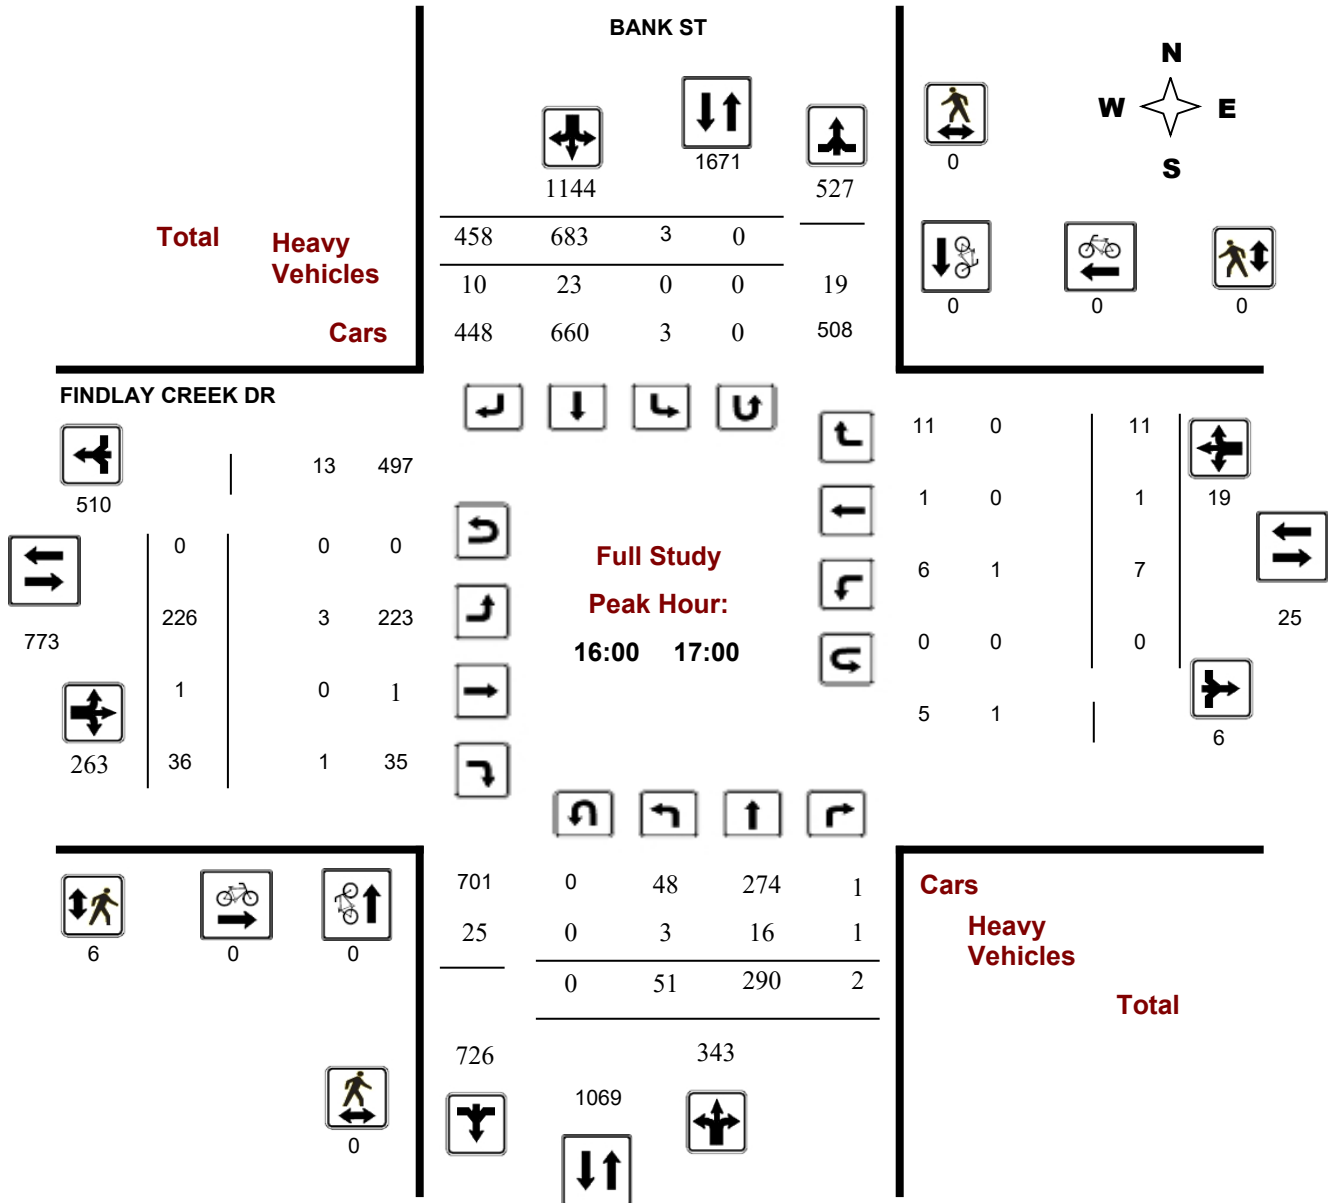 BANK ST
N
W E
S
1144 1671 527 0
Total Heavy
Vehicles
458 683 3 0
10 23 0 0 19
Cars 448 660 3 0 508
0 0 0
FINDLAY CREEK DR
13 497
510
0 0 0
773
226 3 223
1 0 1
263 36 1 35
Full Study
Peak Hour:
16:00 17:00
11 0 11
1 0 1 19
6 1 7
25
0 0 0
5 1
6
701 0 48 274 1
25 0 3 16 1
0 51 290 2
726 343
1069
6 0 0
0
Cars
Heavy
Vehicles
Total